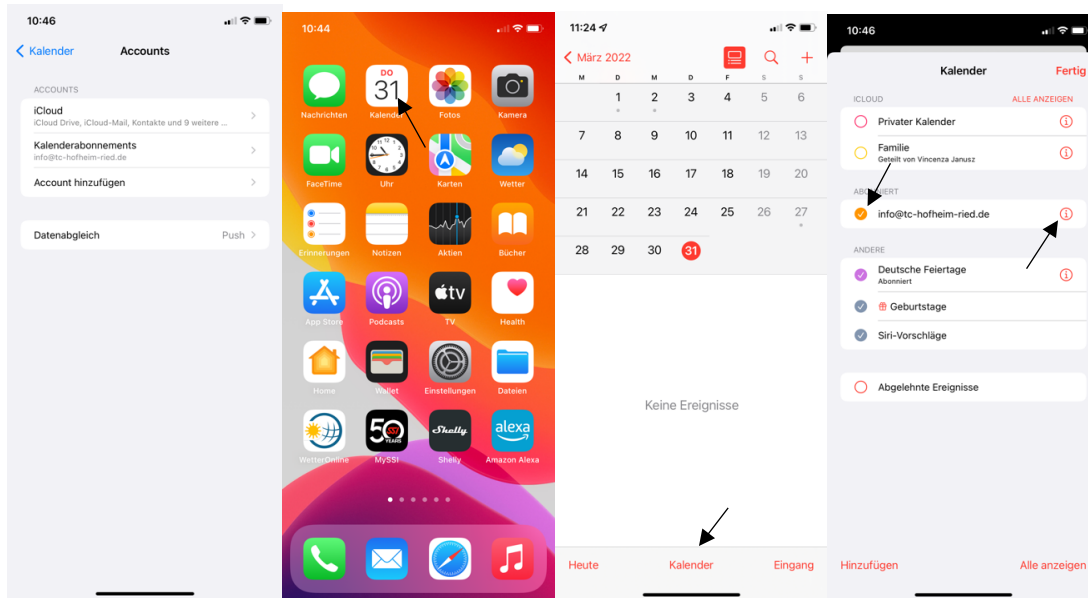 10:46
Kalender
Accounts
ACCOUNTS
iCloud
iCloud Drive, iCloud-Mail, Kontakte und 9 weitere ...
Kalenderabonnements
info@tc-hofheim-ried.de
Account hinzufügen
Datenabgleich Push
10:44
DO
31
Nachrichten Kalender Fotos Kamera
FaceTime Uhr Karten Wetter
Erinnerungen Notizen Aktien Bücher
tv
App Store Podcasts TV Health
Home Wallet Einstellungen Dateien
50 SSI YEARS
Shelly
alexa
WetterOnline MySSI Shelly Amazon Alexa
11:24
März 2022
M D M D F S S
1 2 3 4 5 6
7 8 9 10 11 12 13
14 15 16 17 18 19 20
21 22 23 24 25 26 27
28 29 30 31
Keine Ereignisse
Heute Kalender Eingang
10:46
Kalender Fertig
ICLOUD ALLE ANZEIGEN
Privater Kalender
Familie
Geteilt von Vincenza Janusz
ABONNIERT
info@tc-hofheim-ried.de
ANDERE
Deutsche Feiertage
Abonniert
Geburtstage
Siri-Vorschläge
Abgelehnte Ereignisse
Hinzufügen Alle anzeigen